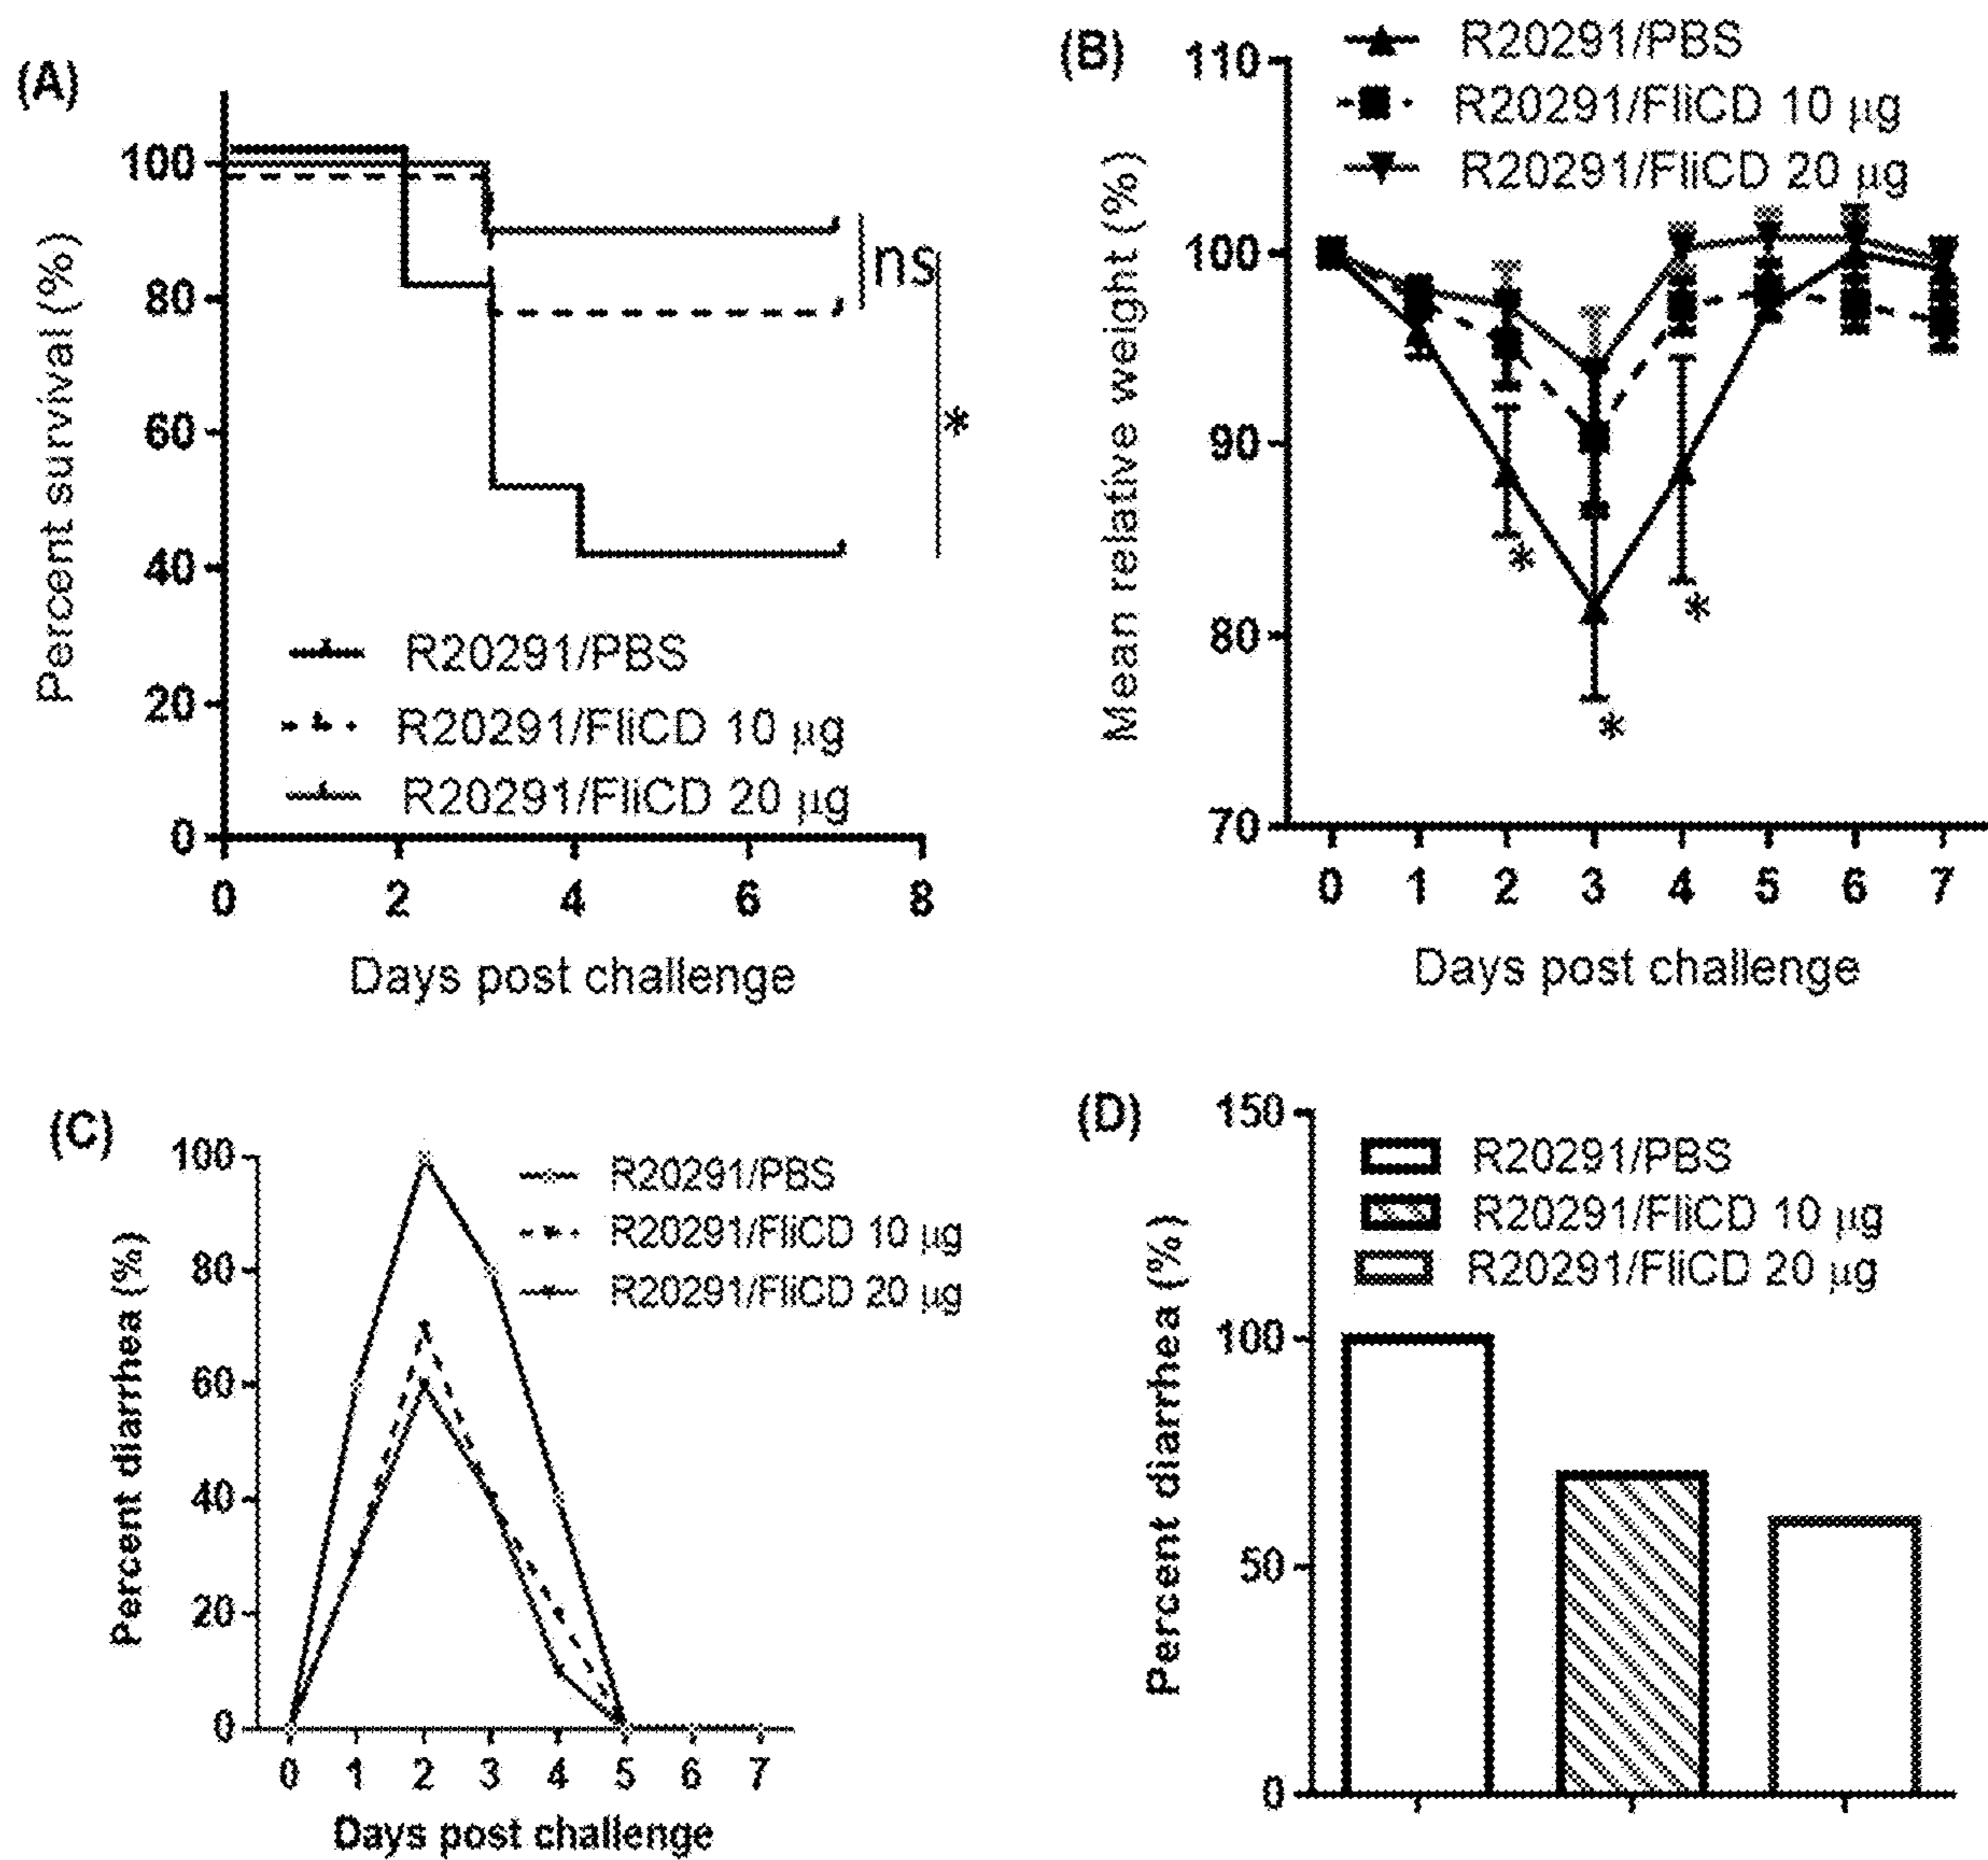 (A)
Percent survival (%)
100
80
60
40
20
0
0 2 4 6 8
Days post challenge
ns
*
R20291/PBS
R20291/FliCD 10 µg
R20291/FliCD 20 µg
(B)
Mean relative weight (%)
110
100
90
80
70
0 1 2 3 4 5 6 7
Days post challenge
R20291/PBS
R20291/FliCD 10 µg
R20291/FliCD 20 µg
*
*
*
(C)
Percent diarrhea (%)
100
80
60
40
20
0
0 1 2 3 4 5 6 7
Days post challenge
R20291/PBS
R20291/FliCD 10 µg
R20291/FliCD 20 µg
(D)
Percent diarrhea (%)
150
100
50
0
R20291/PBS
R20291/FliCD 10 µg
R20291/FliCD 20 µg